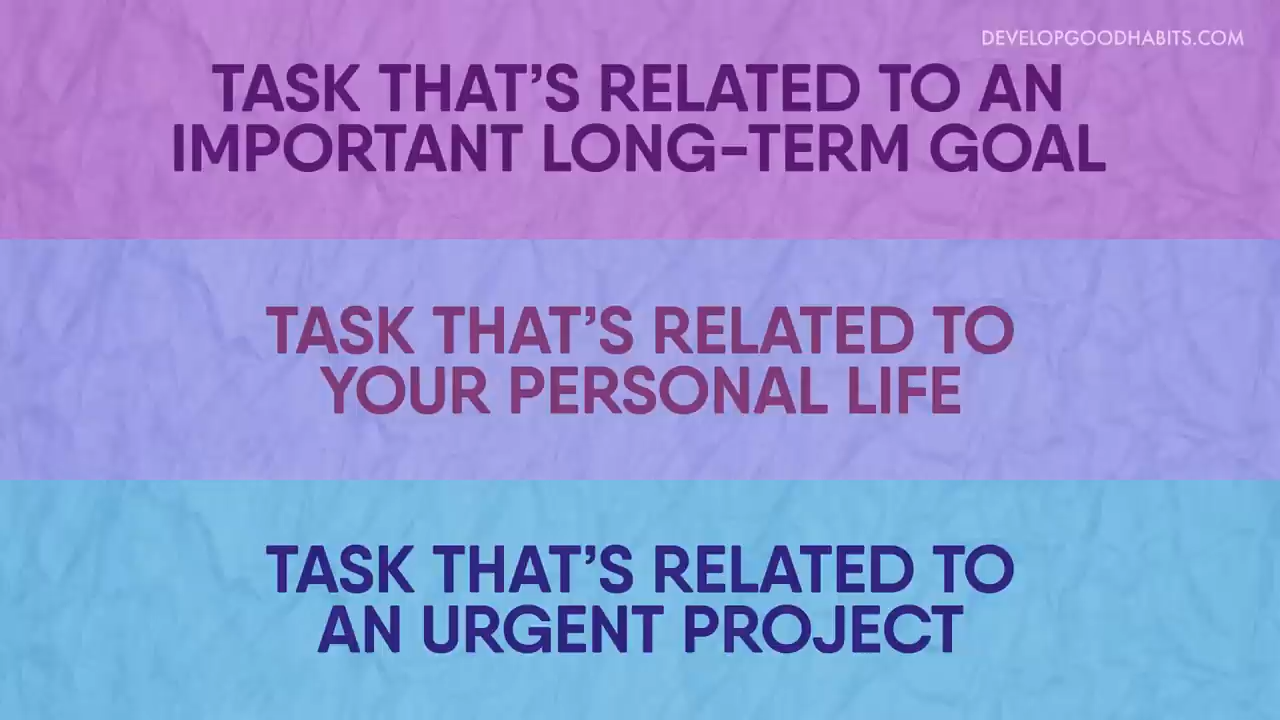 DEVELOPGOODHABITS.COM
TASK THAT’S RELATED TO AN
IMPORTANT LONG-TERM GOAL
TASK THAT’S RELATED TO
YOUR PERSONAL LIFE
TASK THAT’S RELATED TO
AN URGENT PROJECT